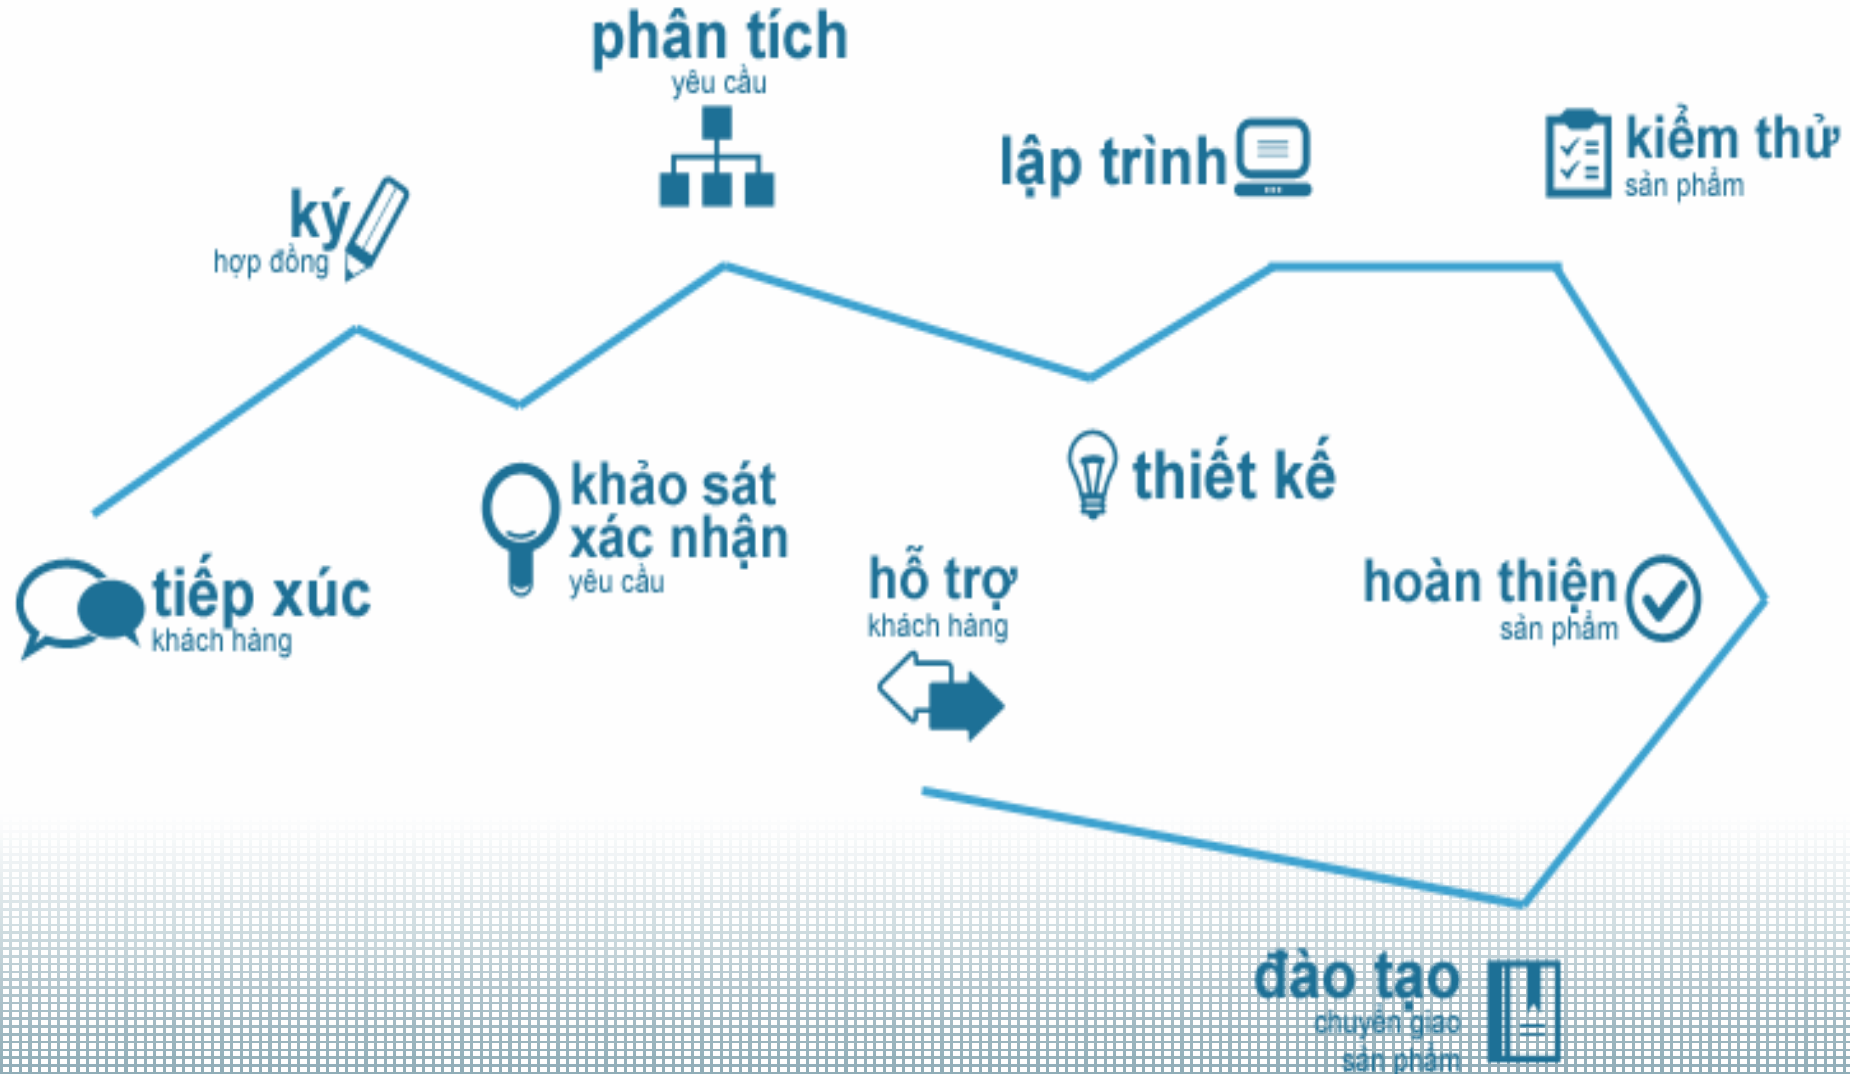 tiếp xúc
khách hàng
ký
hợp đồng
khảo sát
xác nhận
yêu cầu
phân tích
yêu cầu
thiết kế
lập trình
kiểm thử
sản phẩm
hoàn thiện
sản phẩm
đào tạo
chuyển giao
sản phẩm
hỗ trợ
khách hàng